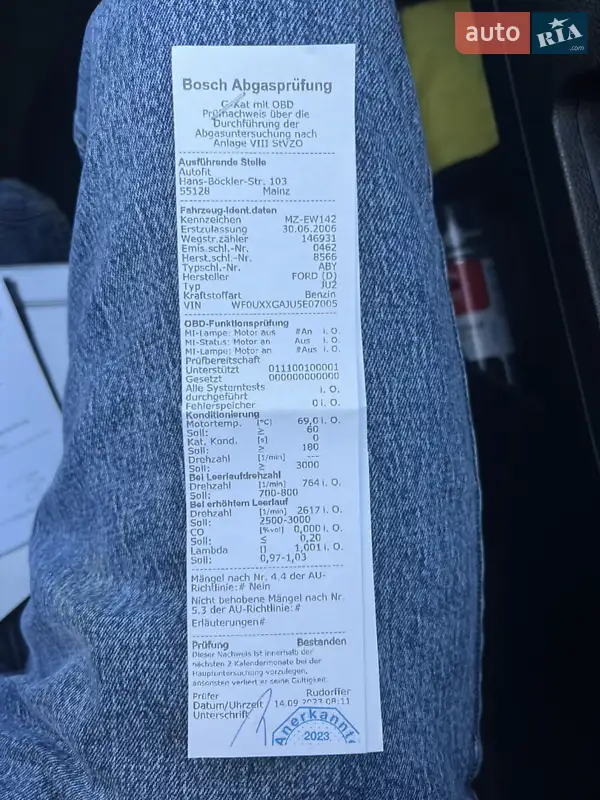 auto RIA .com
Bosch Abgasprüfung
G-Kat mit OBD
Prüfnachweis über die
Durchführung der
Abgasuntersuchung nach
Anlage VIII StVZO
Ausführende Stelle
Autofit
Hans-Böckler-Str. 103
55128 Mainz
Fahrzeug-Ident.daten
Kennzeichen MZ-EW142
Erstzulassung 30.06.2006
Wegstr.zähler 146931
Emis.schl.-Nr. 0462
Herst.schl.-Nr. 8566
Typschl.-Nr. ABY
Hersteller FORD (D)
Typ JU2
Kraftstoffart Benzin
VIN WF0UXXGAJU5E07005
OBD-Funktionsprüfung
MI-Lampe: Motor aus #An i. O.
MI-Status: Motor an Aus i. O.
MI-Lampe: Motor an #Aus i. O.
Prüfbereitschaft
Unterstützt 011100100001
Gesetzt 000000000000
Alle Systemtests
durchgeführt i. O.
Fehlerspeicher 0 i. O.
Konditionierung
Motortemp. [°C] 69,0 i. O.
Soll: ≥ 60
Kat. Kond. [s] 0
Soll: ≥ 180
Drehzahl [1/min] ---
Soll: ≥ 3000
Bei Leerlaufdrehzahl
Drehzahl [1/min] 764 i. O.
Soll: 700-800
Bei erhöhtem Leerlauf
Drehzahl [1/min] 2617 i. O.
Soll: 2500-3000
CO [%vol] 0,000 i. O.
Soll: ≤ 0,20
Lambda [] 1,001 i. O.
Soll: 0,97-1,03
Mängel nach Nr. 4.4 der AU-
Richtlinie:# Nein
Nicht behobene Mängel nach Nr.
5.3 der AU-Richtlinie:#
Erläuterungen#
Prüfung Bestanden
Dieser Nachweis ist innerhalb der
nächsten 2 Kalendermonate bei der
Hauptuntersuchung vorzulegen,
ansonsten verliert er seine Gültigkeit.
Prüfer Rudorffer
Datum/Uhrzeit 14.09.2023 08:11
Unterschrift
Anerkannt
2023